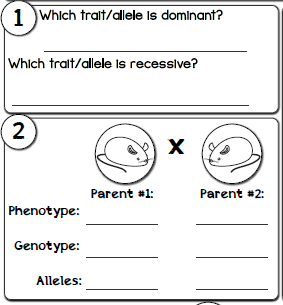 1 Which trait/allele is dominant?
Which trait/allele is recessive?
2
x
Parent #1: Parent #2:
Phenotype:
Genotype:
Alleles: